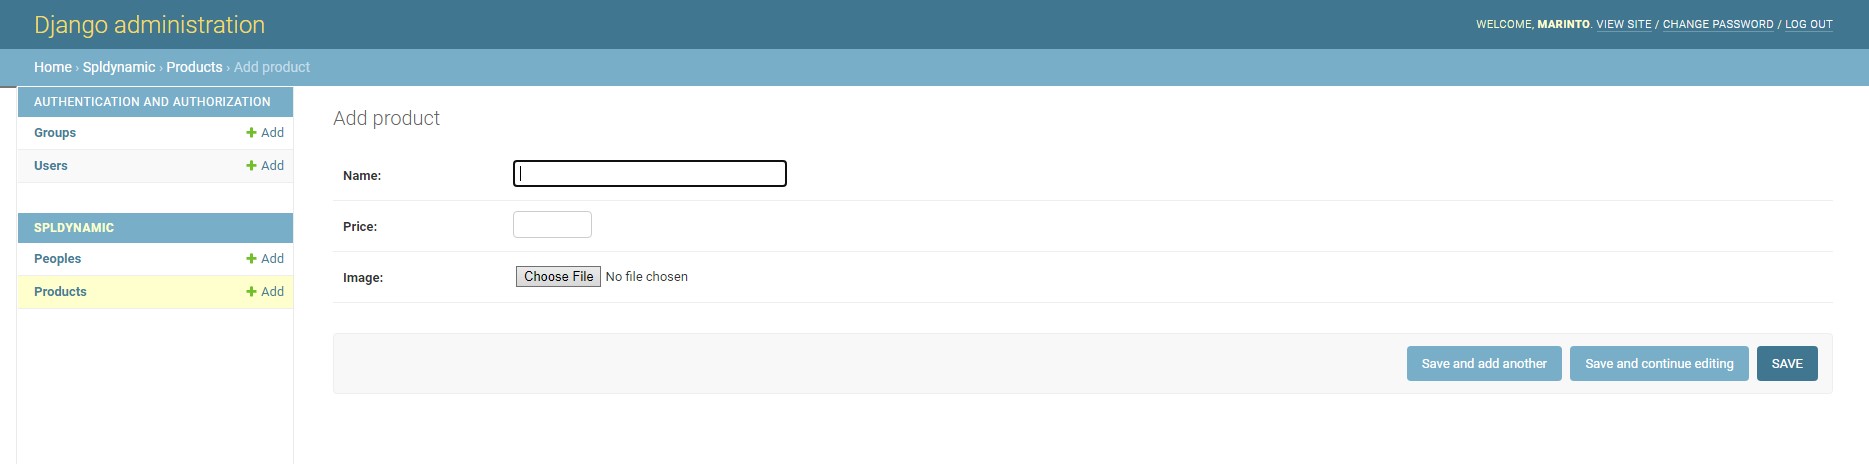 Django administration
WELCOME, MARINTO. VIEW SITE / CHANGE PASSWORD / LOG OUT
Home › Spldynamic › Products › Add product
AUTHENTICATION AND AUTHORIZATION
Groups + Add
Users + Add
SPLDYNAMIC
Peoples + Add
Products + Add
Add product
Name:
Price:
Image: Choose File No file chosen
Save and add another Save and continue editing SAVE